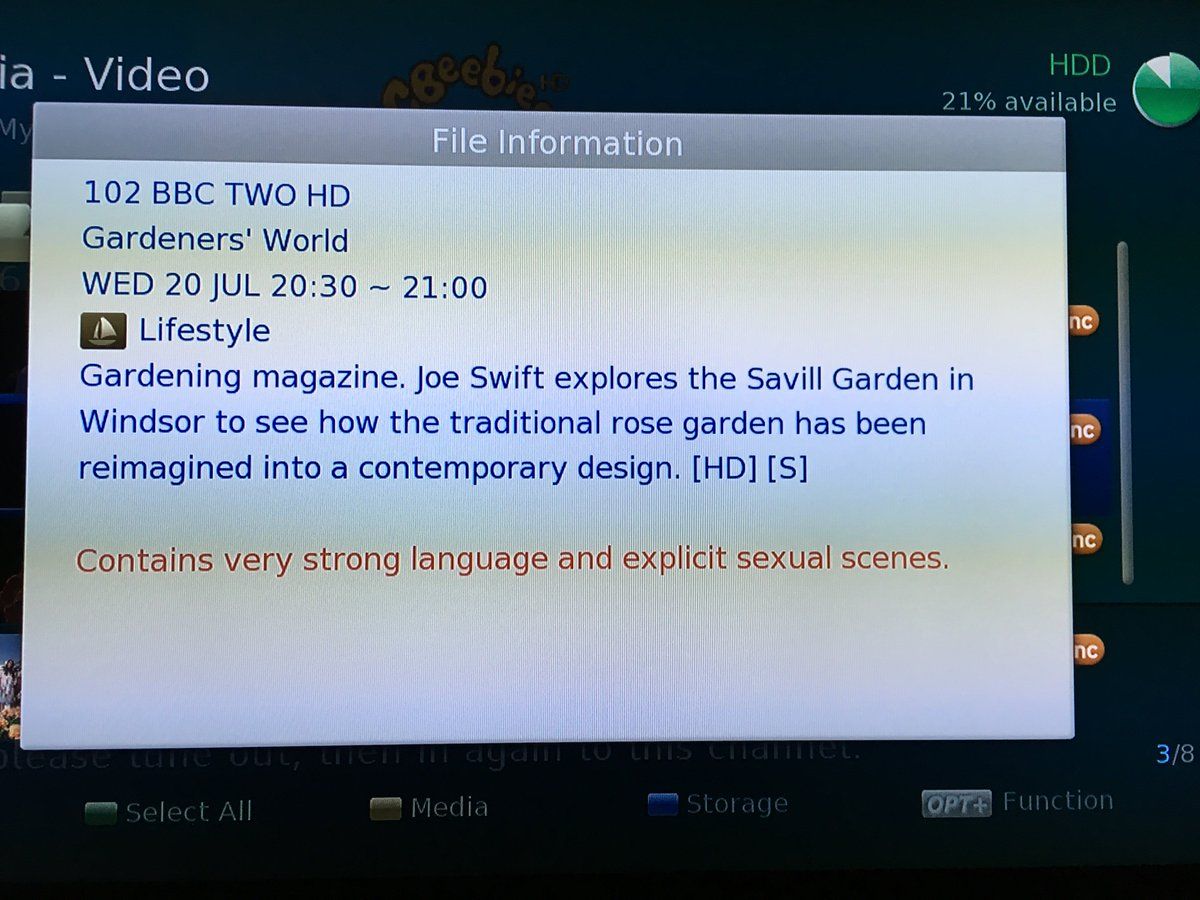 ia - Video
CBeebies HD
HDD
21% available
My
File Information
102 BBC TWO HD
Gardeners' World
WED 20 JUL 20:30 ~ 21:00
Lifestyle
Gardening magazine. Joe Swift explores the Savill Garden in
Windsor to see how the traditional rose garden has been
reimagined into a contemporary design. [HD] [S]
Contains very strong language and explicit sexual scenes.
nc
nc
nc
nc
please tune out, then in again to this channel.
3/8
Select All
Media
Storage
OPT+ Function